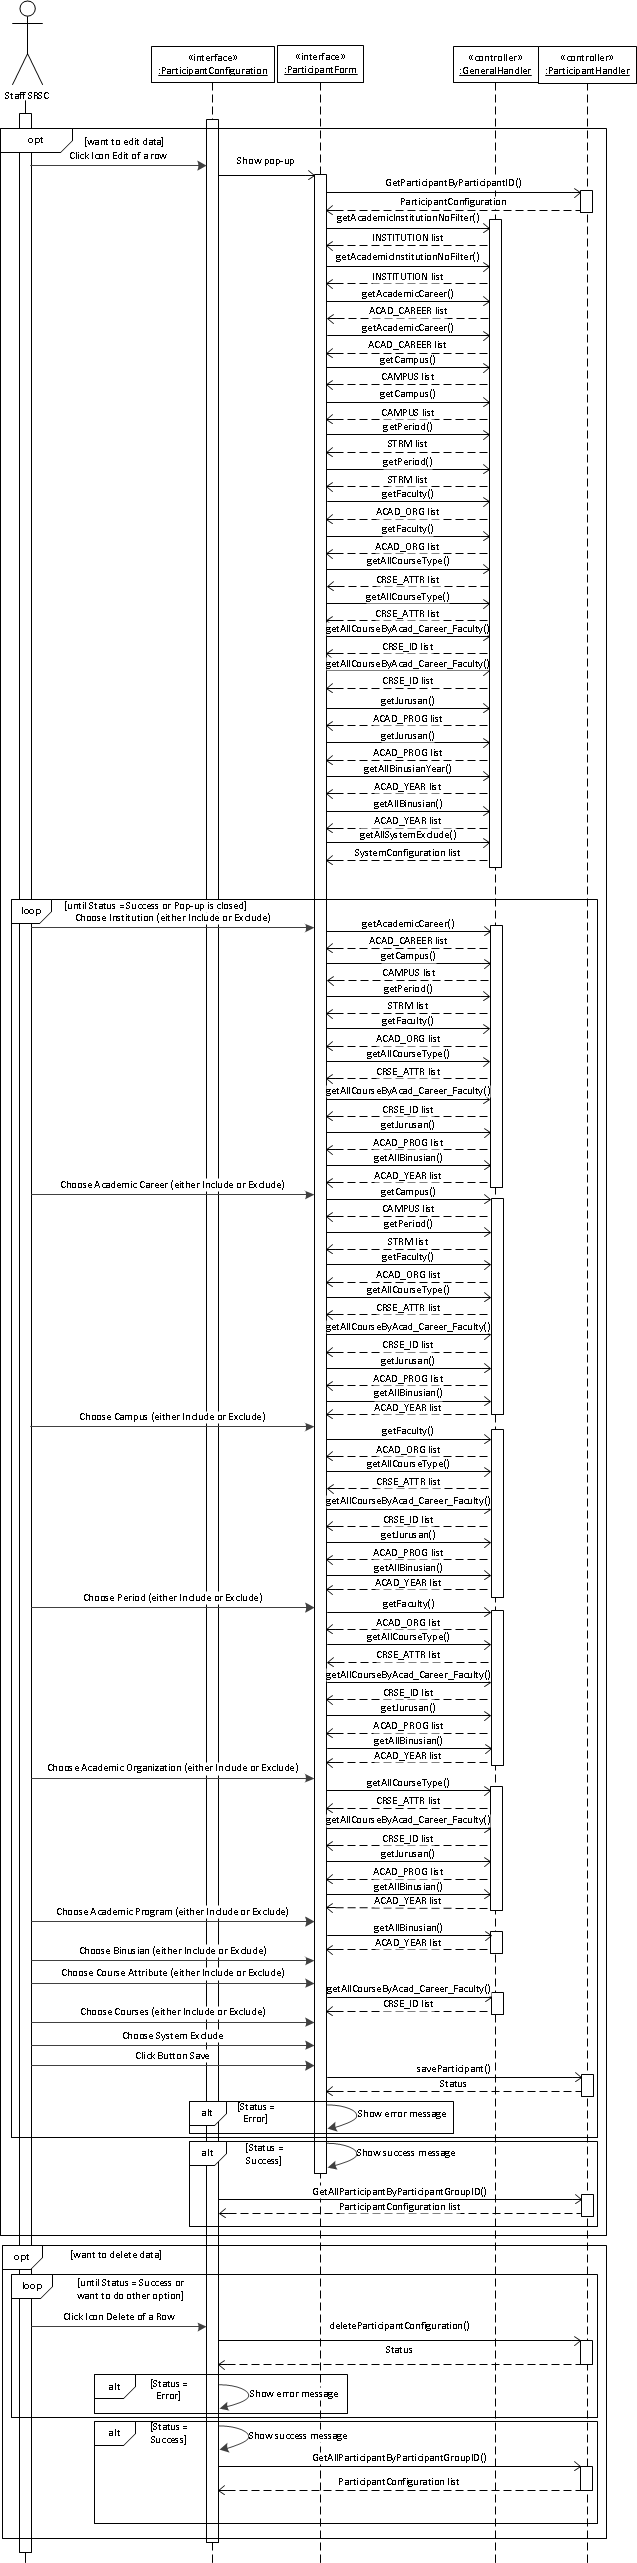 «interface»
:ParticipantConfiguration
«interface»
:ParticipantForm
«controller»
:GeneralHandler
«controller»
:ParticipantHandler
Staff SRSC
opt
[want to edit data]
Click Icon Edit of a row
Show pop-up
GetParticipantByParticipantID()
ParticipantConfiguration
getAcademicInstitutionNoFilter()
INSTITUTION list
getAcademicInstitutionNoFilter()
INSTITUTION list
getAcademicCareer()
ACAD_CAREER list
getAcademicCareer()
ACAD_CAREER list
getCampus()
CAMPUS list
getCampus()
CAMPUS list
getPeriod()
STRM list
getPeriod()
STRM list
getFaculty()
ACAD_ORG list
getFaculty()
ACAD_ORG list
getAllCourseType()
CRSE_ATTR list
getAllCourseType()
CRSE_ATTR list
getAllCourseByAcad_Career_Faculty()
CRSE_ID list
getAllCourseByAcad_Career_Faculty()
CRSE_ID list
getJurusan()
ACAD_PROG list
getJurusan()
ACAD_PROG list
getAllBinusianYear()
ACAD_YEAR list
getAllBinusian()
ACAD_YEAR list
getAllSystemExclude()
SystemConfiguration list
loop
[until Status =Success or Pop-up is closed]
Choose Institution (either Include or Exclude)
getAcademicCareer()
ACAD_CAREER list
getCampus()
CAMPUS list
getPeriod()
STRM list
getFaculty()
ACAD_ORG list
getAllCourseType()
CRSE_ATTR list
getAllCourseByAcad_Career_Faculty()
CRSE_ID list
getJurusan()
ACAD_PROG list
getAllBinusian()
ACAD_YEAR list
Choose Academic Career (either Include or Exclude)
getCampus()
CAMPUS list
getPeriod()
STRM list
getFaculty()
ACAD_ORG list
getAllCourseType()
CRSE_ATTR list
getAllCourseByAcad_Career_Faculty()
CRSE_ID list
getJurusan()
ACAD_PROG list
getAllBinusian()
ACAD_YEAR list
Choose Campus (either Include or Exclude)
getFaculty()
ACAD_ORG list
getAllCourseType()
CRSE_ATTR list
getAllCourseByAcad_Career_Faculty()
CRSE_ID list
getJurusan()
ACAD_PROG list
getAllBinusian()
ACAD_YEAR list
Choose Period (either Include or Exclude)
getFaculty()
ACAD_ORG list
getAllCourseType()
CRSE_ATTR list
getAllCourseByAcad_Career_Faculty()
CRSE_ID list
getJurusan()
ACAD_PROG list
getAllBinusian()
ACAD_YEAR list
Choose Academic Organization (either Include or Exclude)
getAllCourseType()
CRSE_ATTR list
getAllCourseByAcad_Career_Faculty()
CRSE_ID list
getJurusan()
ACAD_PROG list
getAllBinusian()
ACAD_YEAR list
Choose Academic Program (either Include or Exclude)
getAllBinusian()
ACAD_YEAR list
Choose Binusian (either Include or Exclude)
Choose Course Attribute (either Include or Exclude)
getAllCourseByAcad_Career_Faculty()
CRSE_ID list
Choose Courses (either Include or Exclude)
Choose System Exclude
Click Button Save
saveParticipant()
Status
alt
[Status =
Error]
Show error message
alt
[Status =
Success]
Show success message
GetAllParticipantByParticipantGroupID()
ParticipantConfiguration list
opt
[want to delete data]
loop
[until Status = Success or
want to do other option]
Click Icon Delete of a Row
deleteParticipantConfiguration()
Status
alt
[Status =
Error]
Show error message
alt
[Status =
Success]
Show success message
GetAllParticipantByParticipantGroupID()
ParticipantConfiguration list